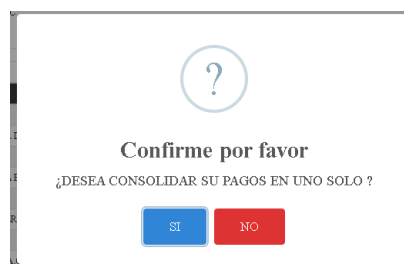 ?
Confirme por favor
¿DESEA CONSOLIDAR SU PAGOS EN UNO SOLO ?
SI
NO